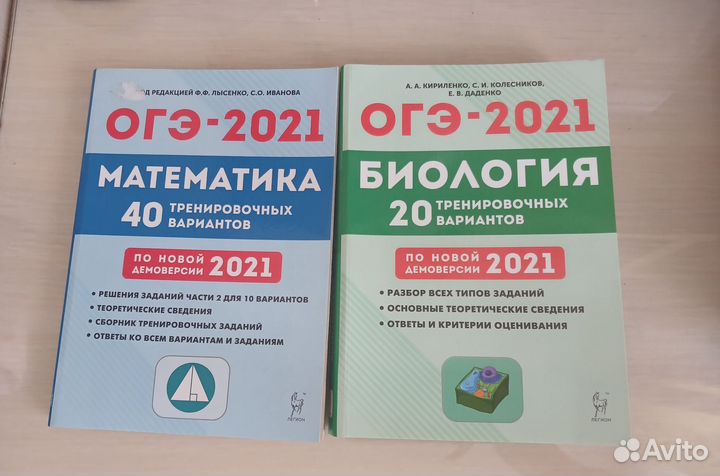 ОД РЕДАКЦИЕЙ Ф.Ф. ЛЫСЕНКО, С.О. ИВАНОВА
ОГЭ-2021
МАТЕМАТИКА
40 ТРЕНИРОВОЧНЫХ
ВАРИАНТОВ
ПО НОВОЙ
ДЕМОВЕРСИИ 2021
• РЕШЕНИЯ ЗАДАНИЙ ЧАСТИ 2 ДЛЯ 10 ВАРИАНТОВ
• ТЕОРЕТИЧЕСКИЕ СВЕДЕНИЯ
• СБОРНИК ТРЕНИРОВОЧНЫХ ЗАДАНИЙ
• ОТВЕТЫ КО ВСЕМ ВАРИАНТАМ И ЗАДАНИЯМ
ЛЕГИОН
А. А. КИРИЛЕНКО, С. И. КОЛЕСНИКОВ,
Е. В. ДАДЕНКО
ОГЭ-2021
БИОЛОГИЯ
20 ТРЕНИРОВОЧНЫХ
ВАРИАНТОВ
ПО НОВОЙ
ДЕМОВЕРСИИ 2021
• РАЗБОР ВСЕХ ТИПОВ ЗАДАНИЙ
• ОСНОВНЫЕ ТЕОРЕТИЧЕСКИЕ СВЕДЕНИЯ
• ОТВЕТЫ И КРИТЕРИИ ОЦЕНИВАНИЯ
ЛЕГИОН
Avito